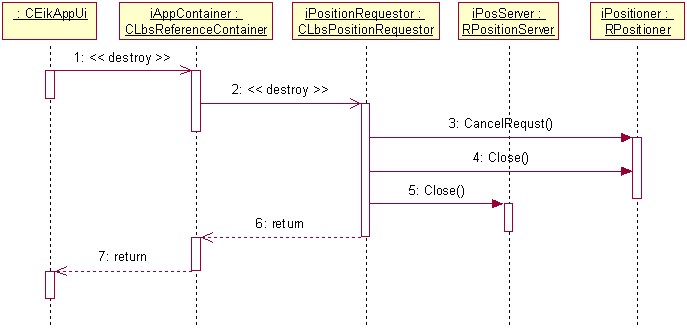 : CEikAppUi
iAppContainer :
CLbsReferenceContainer
iPositionRequestor :
CLbsPositionRequestor
iPosServer :
RPositionServer
iPositioner :
RPositioner
1: << destroy >>
2: << destroy >>
3: CancelRequst()
4: Close()
5: Close()
6: return
7: return